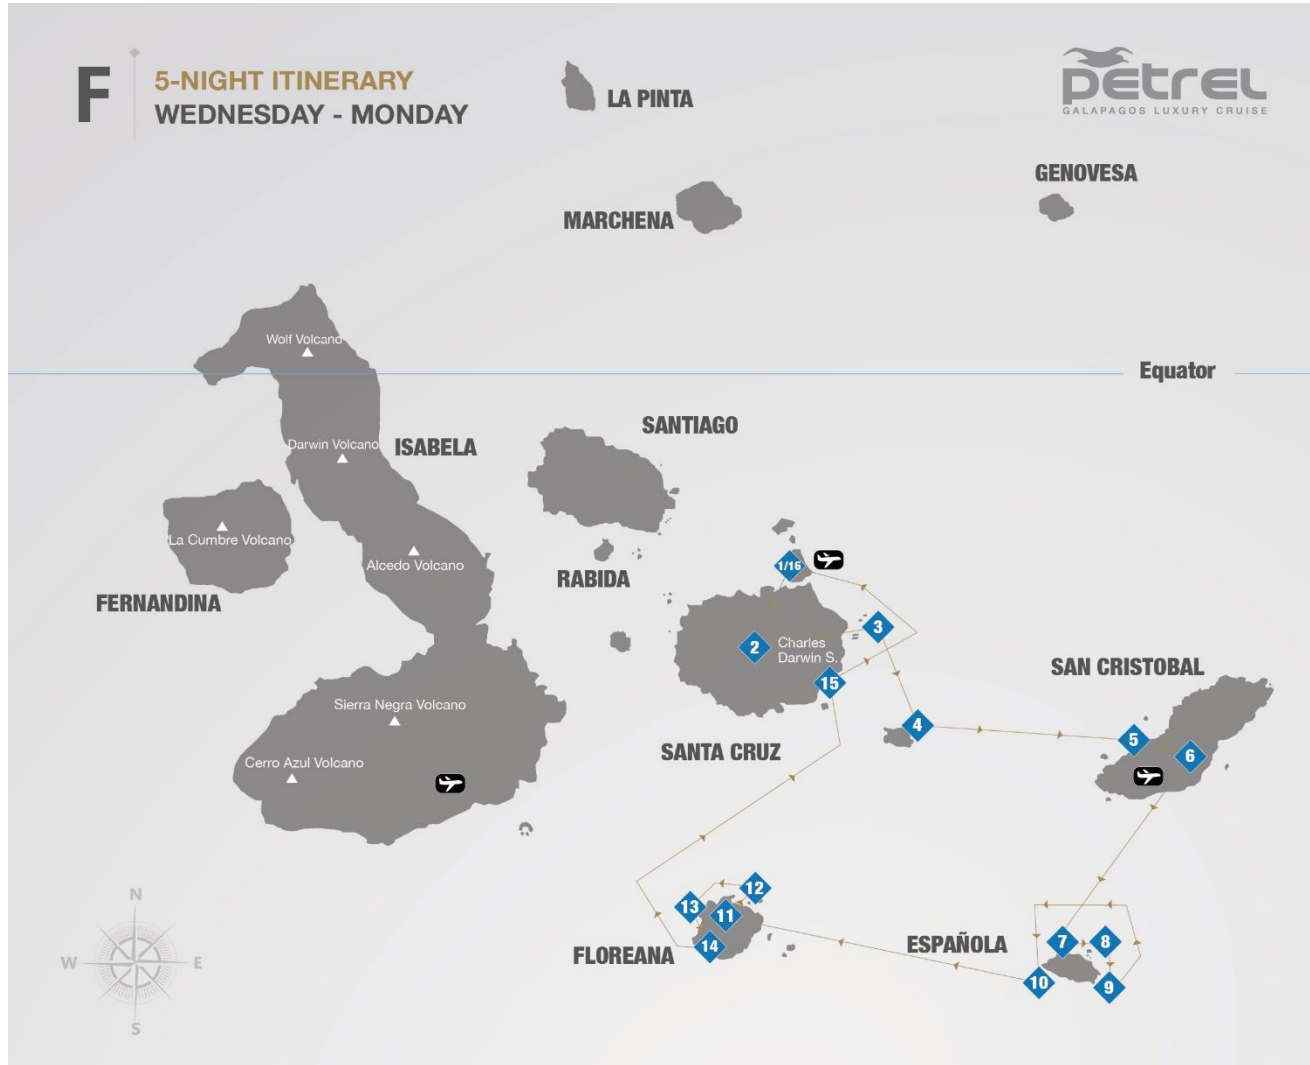 F
5-NIGHT ITINERARY
WEDNESDAY - MONDAY
LA PINTA
petrel
GALAPAGOS LUXURY CRUISE
GENOVESA
MARCHENA
Wolf Volcano
Equator
SANTIAGO
Darwin Volcano
ISABELA
La Cumbre Volcano
Alcedo Volcano
RABIDA
1/16
FERNANDINA
3
2
Charles
Darwin S.
SAN CRISTOBAL
15
Sierra Negra Volcano
4
5
SANTA CRUZ
6
Cerro Azul Volcano
12
13
11
N
14
FLOREANA
ESPAÑOLA
7
8
W
E
10
9
S